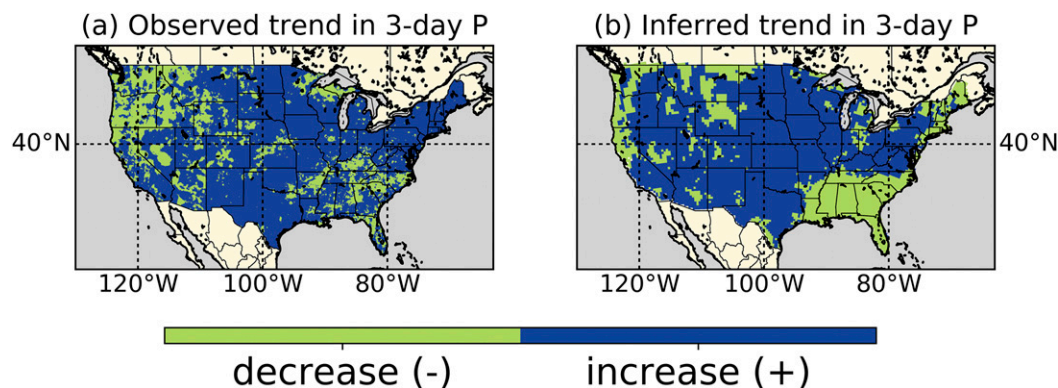 (a) Observed trend in 3-day P
(b) Inferred trend in 3-day P
40°N
40°N
120°W 100°W 80°W
120°W 100°W 80°W
decrease (-)
increase (+)